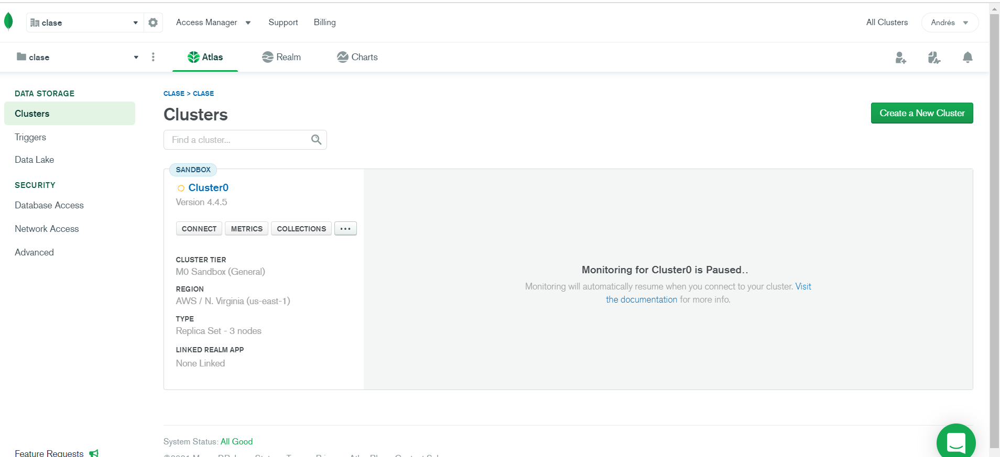 clase
Access Manager
Support
Billing
All Clusters
Andrés
clase
Atlas
Realm
Charts
DATA STORAGE
Clusters
Triggers
Data Lake
SECURITY
Database Access
Network Access
Advanced
Feature Requests
CLASE > CLASE
Clusters
Create a New Cluster
Find a cluster...
SANDBOX
Cluster0
Version 4.4.5
CONNECT
METRICS
COLLECTIONS
...
CLUSTER TIER
M0 Sandbox (General)
REGION
AWS / N. Virginia (us-east-1)
TYPE
Replica Set - 3 nodes
LINKED REALM APP
None Linked
Monitoring for Cluster0 is Paused..
Monitoring will automatically resume when you connect to your cluster. Visit
the documentation for more info.
System Status: All Good